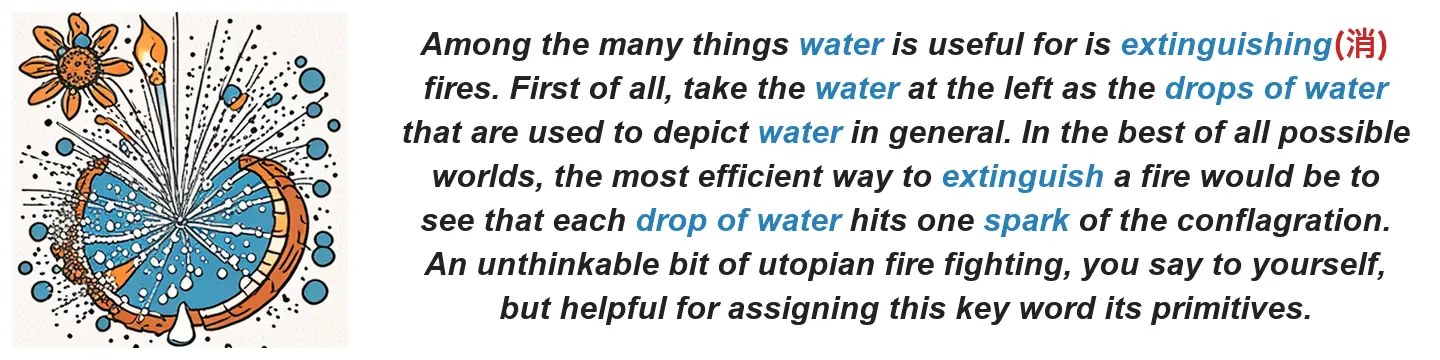 Among the many things water is useful for is extinguishing(消)
fires. First of all, take the water at the left as the drops of water
that are used to depict water in general. In the best of all possible
worlds, the most efficient way to extinguish a fire would be to
see that each drop of water hits one spark of the conflagration.
An unthinkable bit of utopian fire fighting, you say to yourself,
but helpful for assigning this key word its primitives.